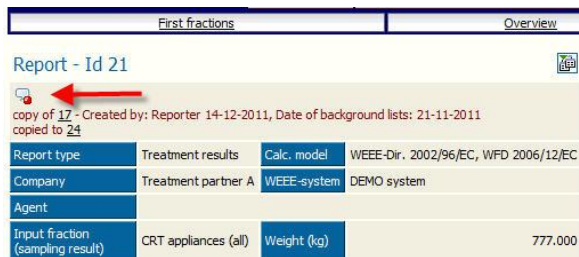 First fractions Overview
Report - Id 21
copy of 17 - Created by: Reporter 14-12-2011, Date of background lists: 21-11-2011
copied to 24
Report type Treatment results Calc. model WEEE-Dir. 2002/96/EC, WFD 2006/12/EC
Company Treatment partner A WEEE-system DEMO system
Agent
Input fraction
(sampling result) CRT appliances (all) Weight (kg) 777.000